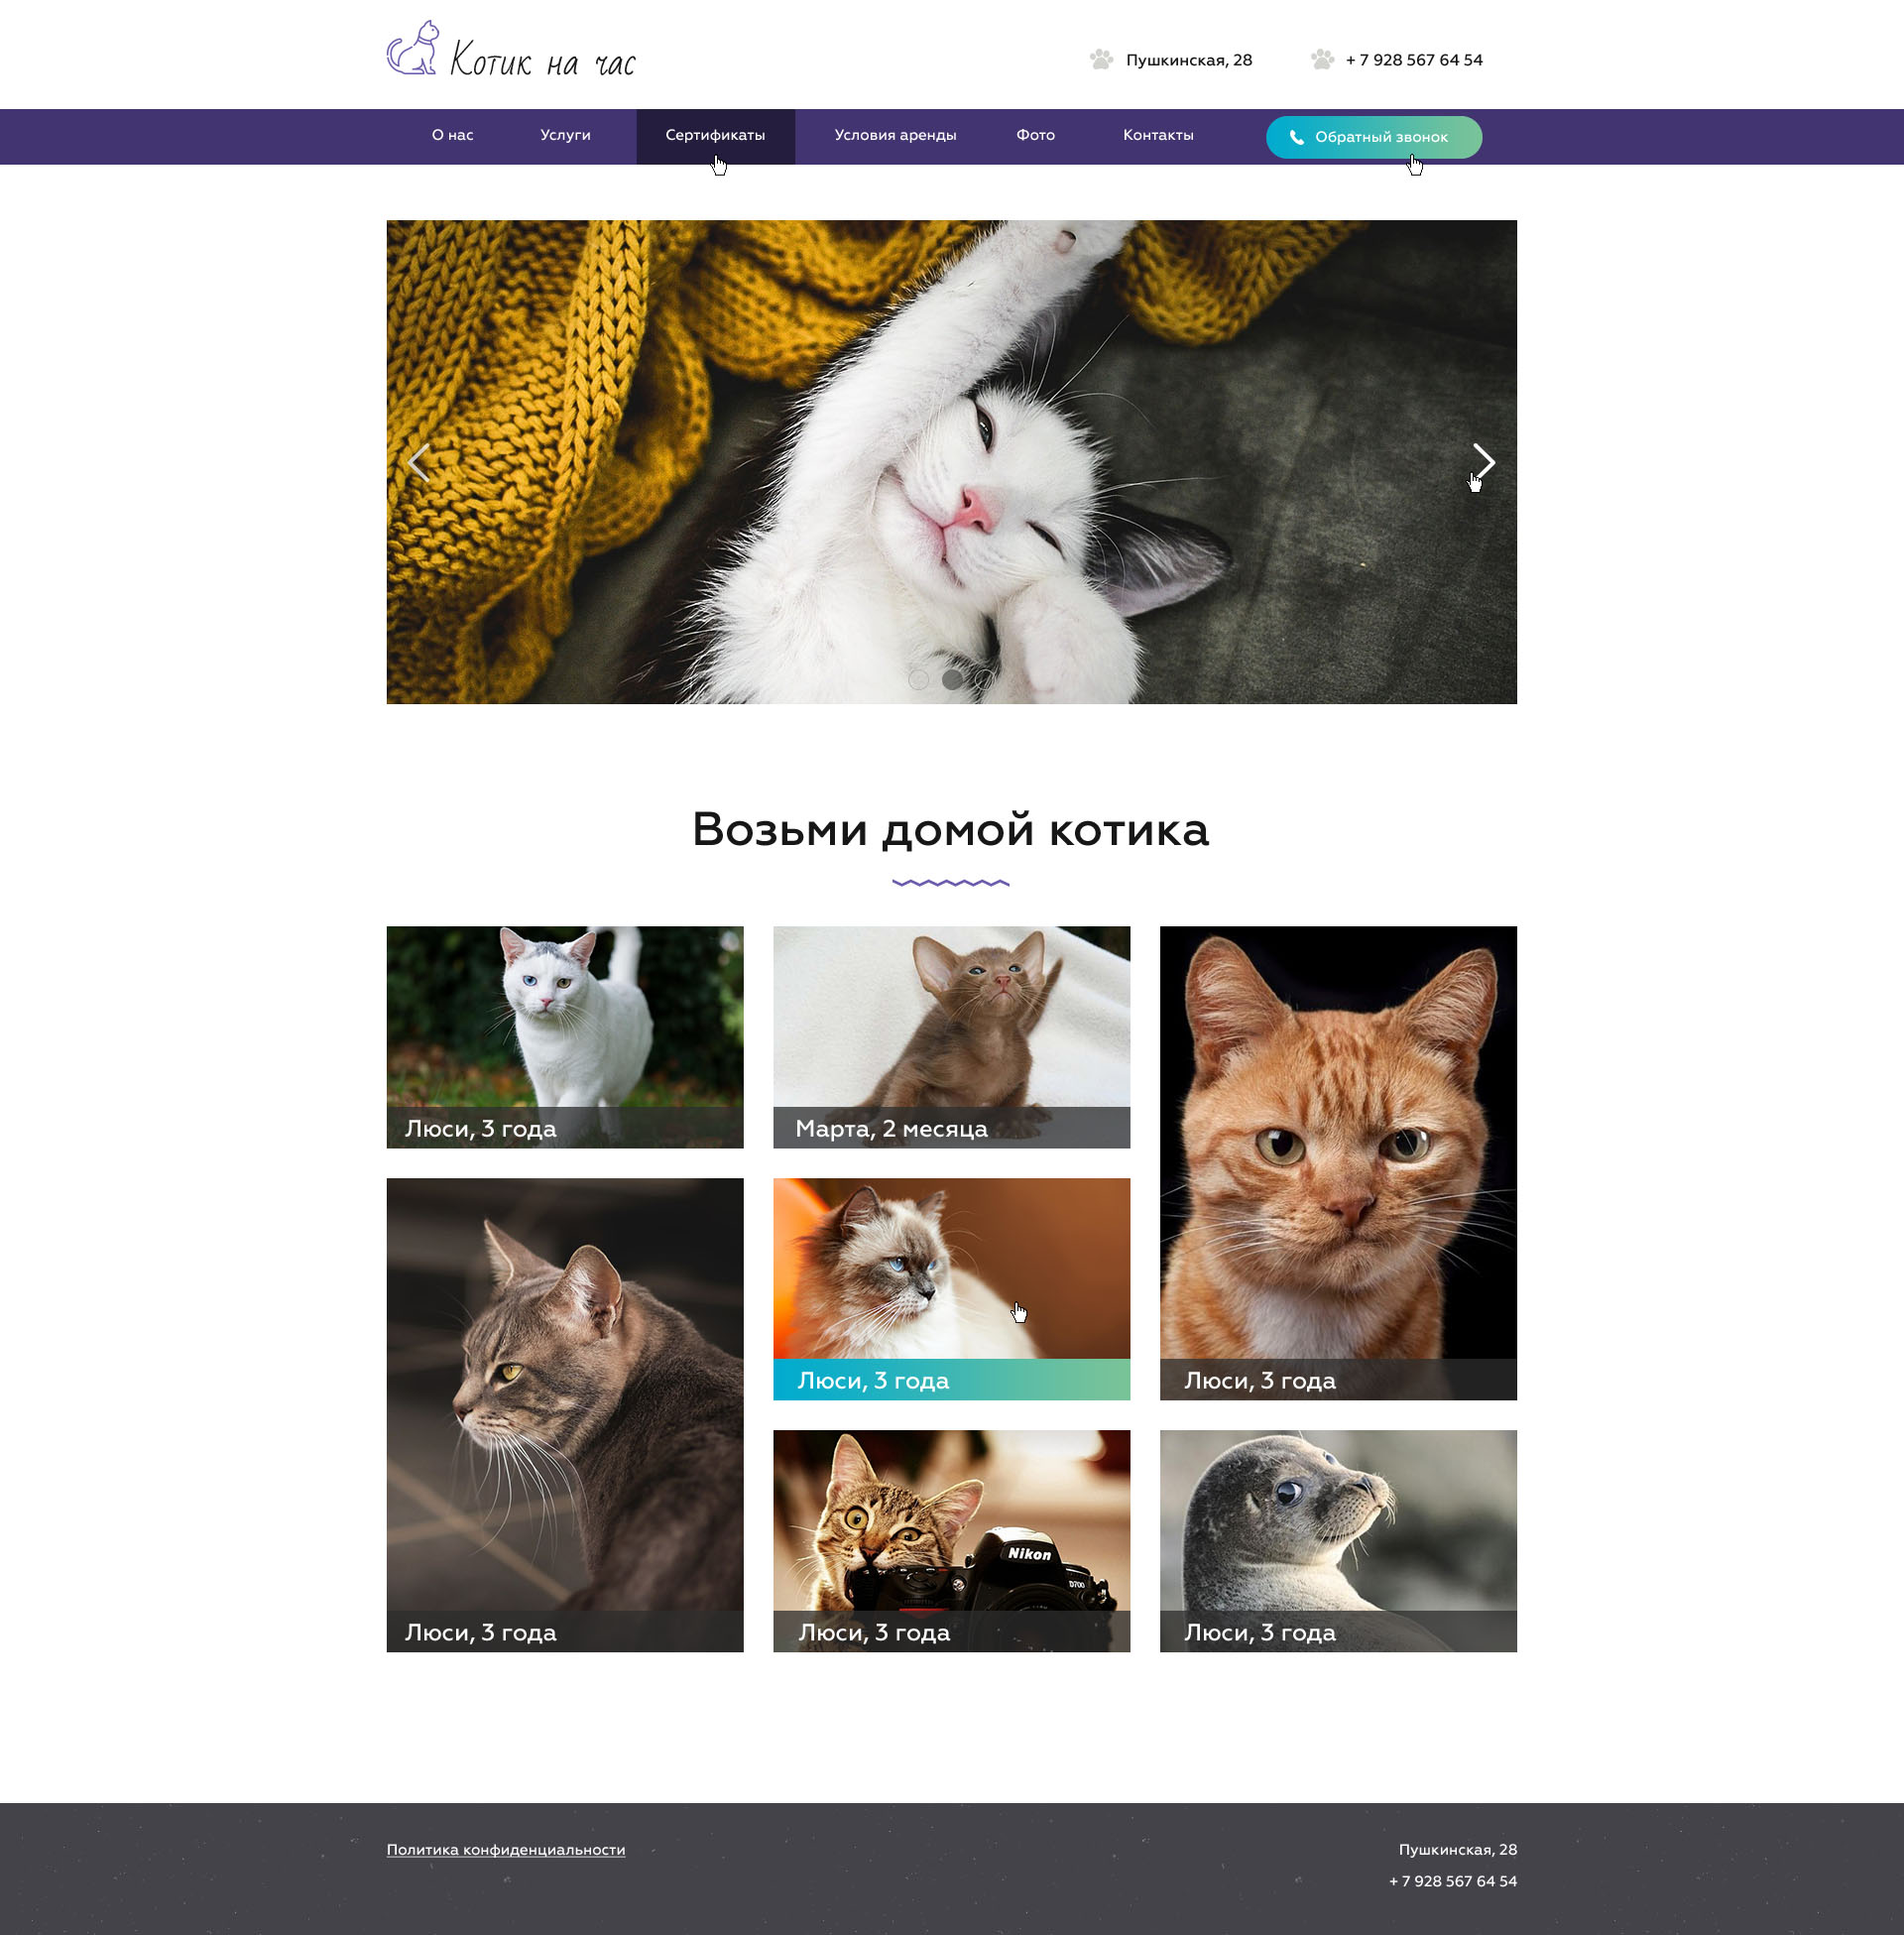 Котик на час
Пушкинская, 28
+ 7 928 567 64 54
О нас
Услуги
Сертификаты
Условия аренды
Фото
Контакты
Обратный звонок
Возьми домой котика
Люси, 3 года
Марта, 2 месяца
Люси, 3 года
Люси, 3 года
Nikon
D700
Люси, 3 года
Люси, 3 года
Люси, 3 года
Политика конфиденциальности
Пушкинская, 28
+ 7 928 567 64 54